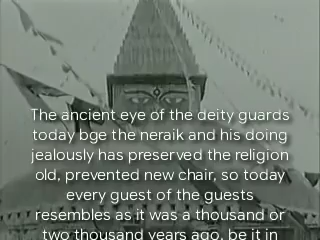 The ancient eye of the deity guards
today bge the neraik and his doing
jealously has preserved the religion
old, prevented new chair, so today
every guest of the guests
resembles as it was a thousand or
two thousand years ago, be it in